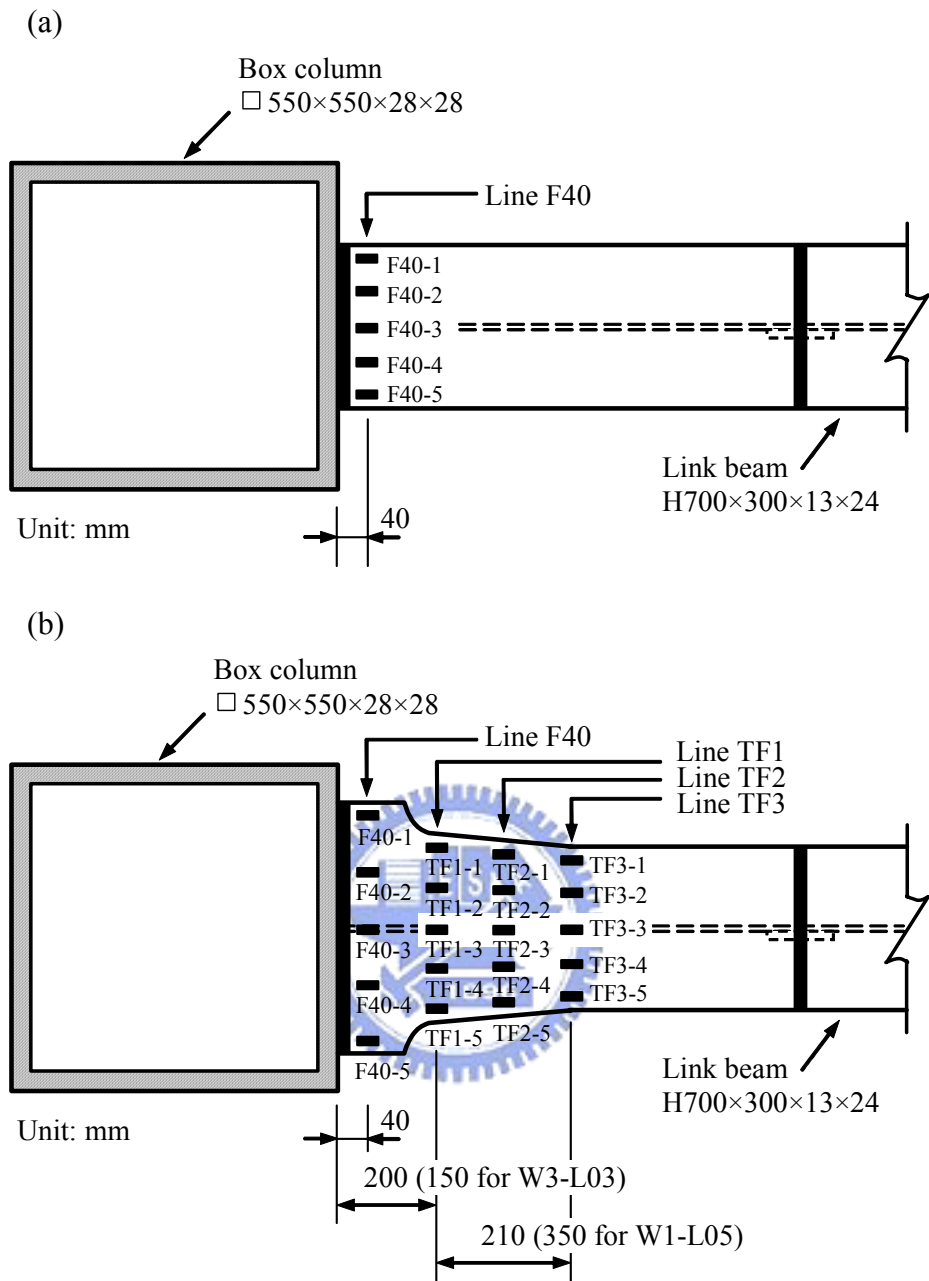 (a)
Box column
□ 550×550×28×28
Line F40
F40-1
F40-2
F40-3
F40-4
F40-5
Link beam
H700×300×13×24
Unit: mm
40
(b)
Box column
□ 550×550×28×28
Line F40
Line TF1
Line TF2
Line TF3
F40-1
F40-2
F40-3
F40-4
F40-5
TF1-1
TF1-2
TF1-3
TF1-4
TF1-5
TF2-1
TF2-2
TF2-3
TF2-4
TF2-5
TF3-1
TF3-2
TF3-3
TF3-4
TF3-5
Link beam
H700×300×13×24
Unit: mm
40
200 (150 for W3-L03)
210 (350 for W1-L05)